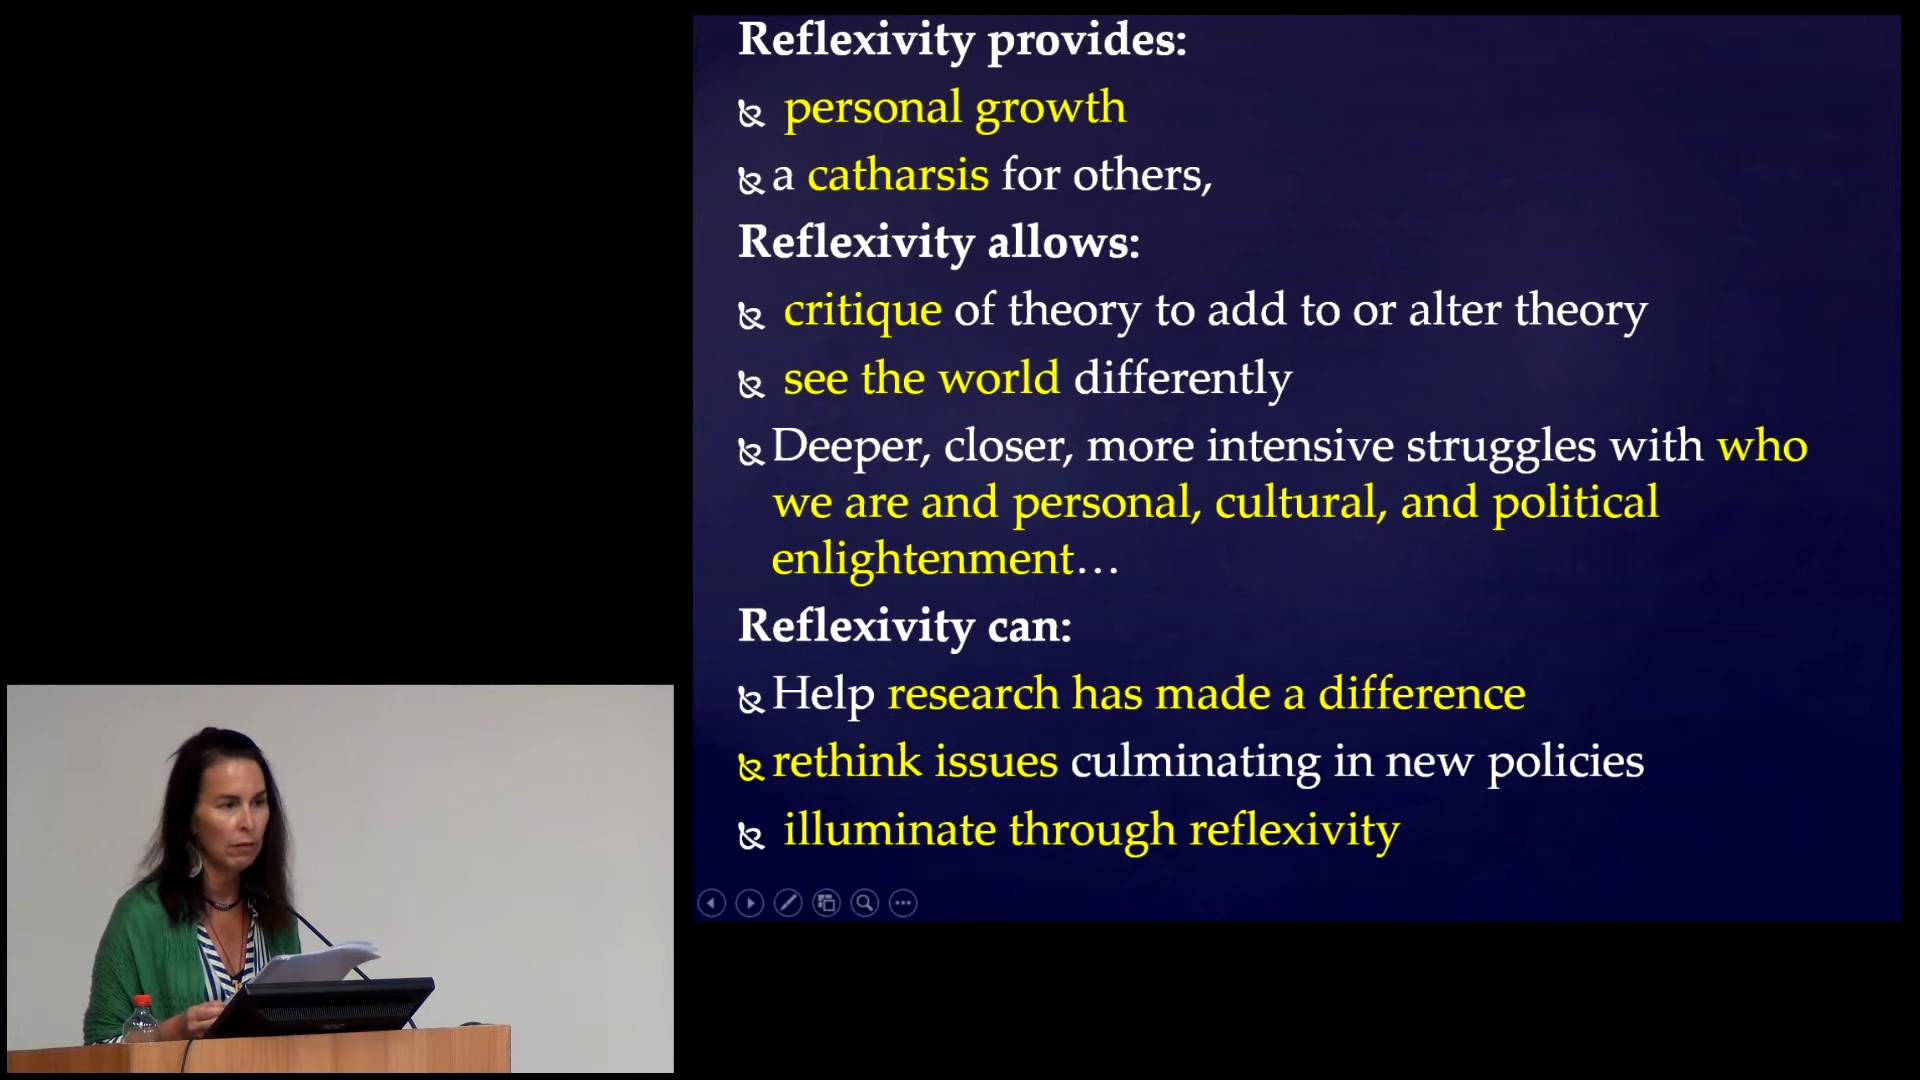 Reflexivity provides:
personal growth
a catharsis for others,
Reflexivity allows:
critique of theory to add to or alter theory
see the world differently
Deeper, closer, more intensive struggles with who
we are and personal, cultural, and political
enlightenment…
Reflexivity can:
Help research has made a difference
rethink issues culminating in new policies
illuminate through reflexivity